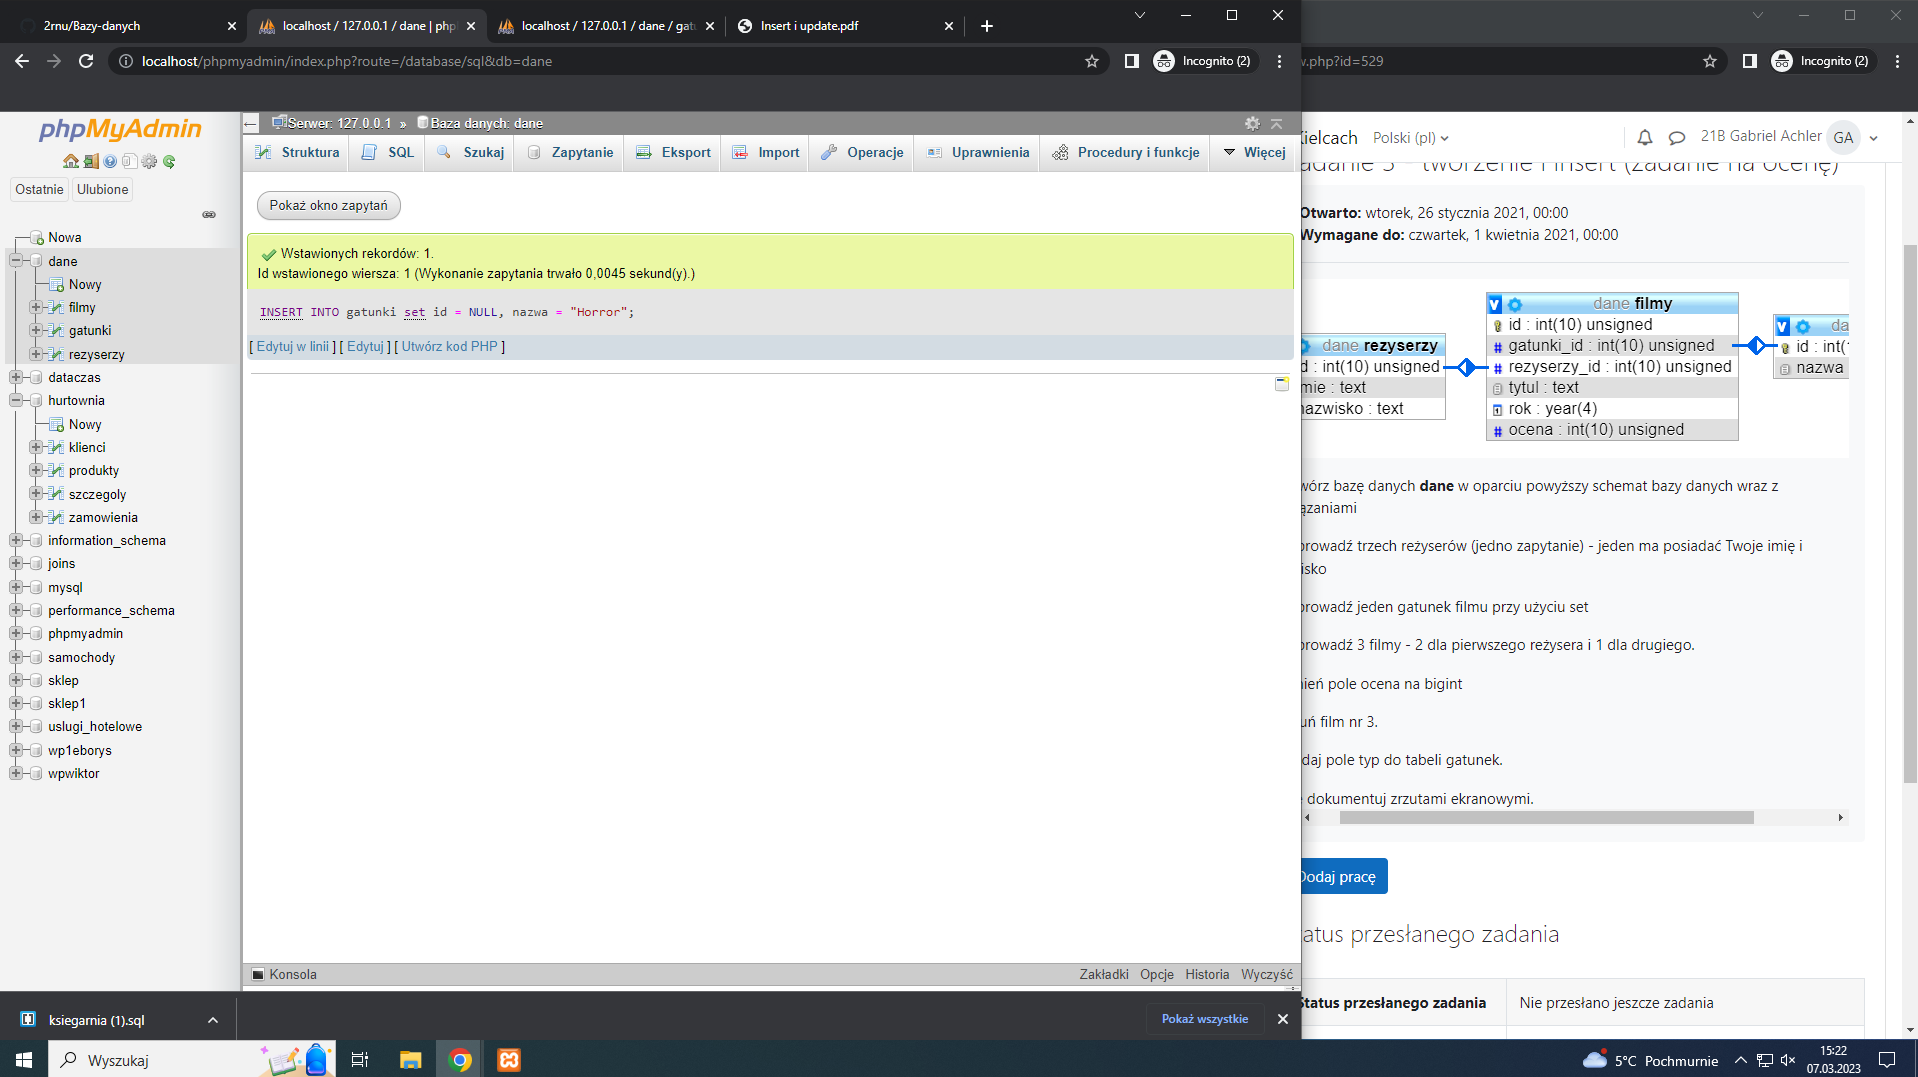 2rnu/Bazy-danych
localhost / 127.0.0.1 / dane | php
localhost / 127.0.0.1 / dane / gatu
Insert i update.pdf
localhost/phpmyadmin/index.php?route=/database/sql&db=dane
Incognito (2)
w.php?id=529
Incognito (2)
phpMyAdmin
Ostatnie
Ulubione
Nowa
dane
Nowy
filmy
gatunki
rezyserzy
dataczas
hurtownia
Nowy
klienci
produkty
szczegoly
zamowienia
information_schema
joins
mysql
performance_schema
phpmyadmin
samochody
sklep
sklep1
uslugi_hotelowe
wp1eborys
wpwiktor
Serwer: 127.0.0.1 » Baza danych: dane
Struktura
SQL
Szukaj
Zapytanie
Eksport
Import
Operacje
Uprawnienia
Procedury i funkcje
Więcej
Pokaż okno zapytań
Wstawionych rekordów: 1.
Id wstawionego wiersza: 1 (Wykonanie zapytania trwało 0,0045 sekund(y).)
INSERT INTO gatunki set id = NULL, nazwa = "Horror";
[ Edytuj w linii ] [ Edytuj ] [ Utwórz kod PHP ]
Konsola
Zakładki Opcje Historia Wyczyść
Kielcach
Polski (pl)
21B Gabriel Achler
GA
adanie 3 - tworzenie i insert (zadanie na ocenę)
Otwarto: wtorek, 26 stycznia 2021, 00:00
Wymagane do: czwartek, 1 kwietnia 2021, 00:00
dane rezyserzy
d : int(10) unsigned
mie : text
nazwisko : text
dane filmy
id : int(10) unsigned
gatunki_id : int(10) unsigned
rezyserzy_id : int(10) unsigned
tytul : text
rok : year(4)
ocena : int(10) unsigned
da
id : int(1
nazwa
wórz bazę danych dane w oparciu powyższy schemat bazy danych wraz z
ązaniami
prowadź trzech reżyserów (jedno zapytanie) - jeden ma posiadać Twoje imię i
isko
prowadź jeden gatunek filmu przy użyciu set
prowadź 3 filmy - 2 dla pierwszego reżysera i 1 dla drugiego.
ień pole ocena na bigint
uń film nr 3.
daj pole typ do tabeli gatunek.
e dokumentuj zrzutami ekranowymi.
Dodaj pracę
tatus przesłanego zadania
Status przesłanego zadania
Nie przesłano jeszcze zadania
ksiegarnia (1).sql
Pokaż wszystkie
Wyszukaj
5°C Pochmurnie
15:22
07.03.2023